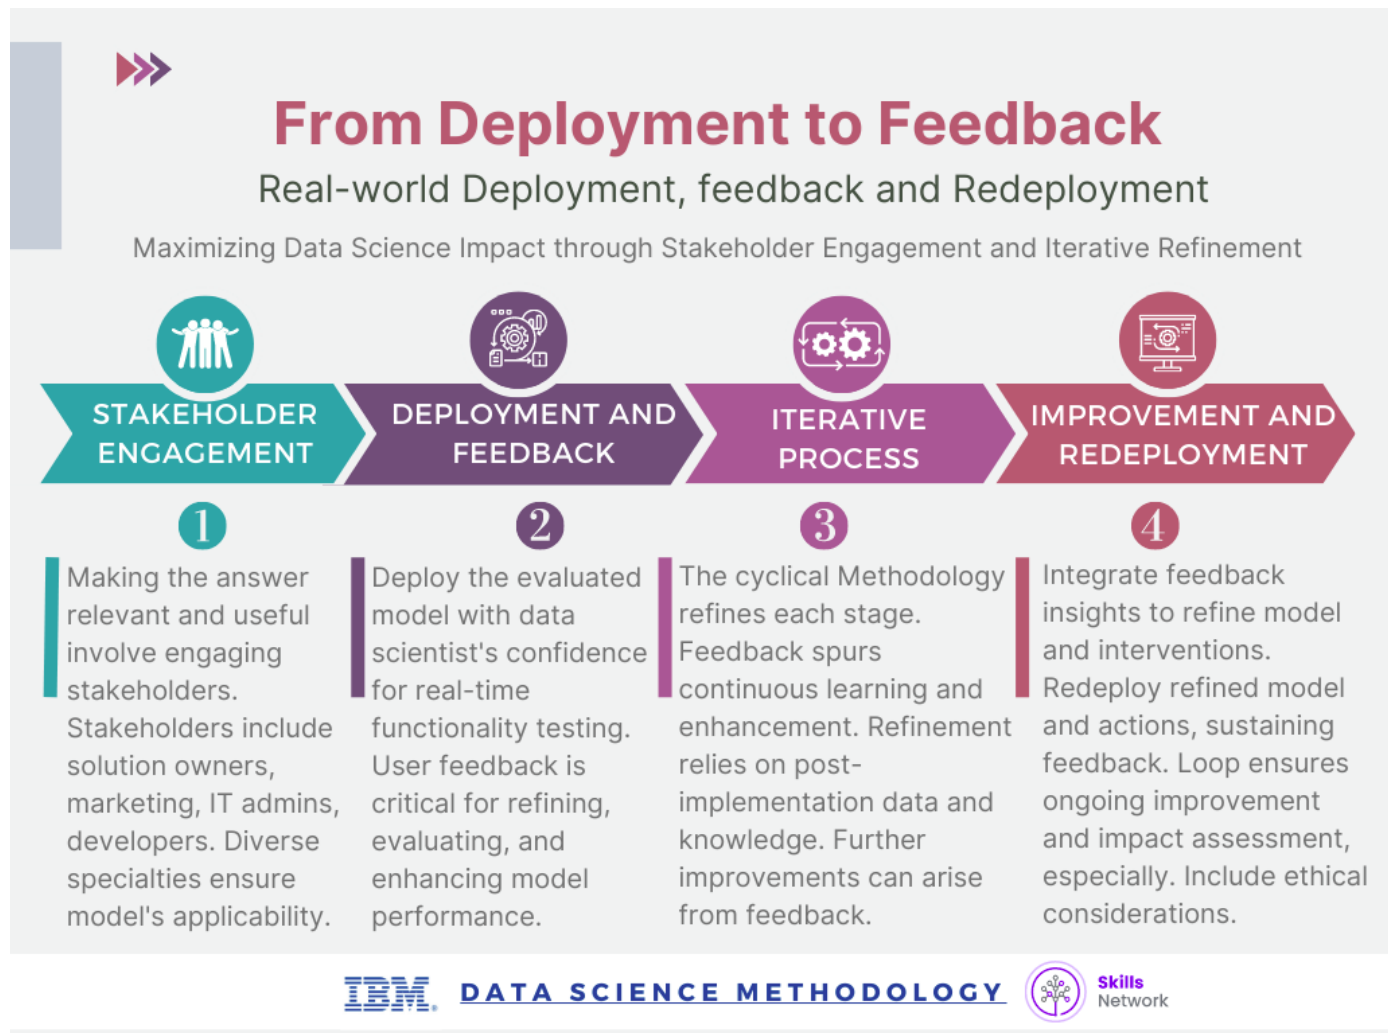 From Deployment to Feedback
Real-world Deployment, feedback and Redeployment
Maximizing Data Science Impact through Stakeholder Engagement and Iterative Refinement
STAKEHOLDER
ENGAGEMENT
1
Making the answer
relevant and useful
involve engaging
stakeholders.
Stakeholders include
solution owners,
marketing, IT admins,
developers. Diverse
specialties ensure
model's applicability.
DEPLOYMENT AND
FEEDBACK
2
Deploy the evaluated
model with data
scientist's confidence
for real-time
functionality testing.
User feedback is
critical for refining,
evaluating, and
enhancing model
performance.
ITERATIVE
PROCESS
3
The cyclical Methodology
refines each stage.
Feedback spurs
continuous learning and
enhancement. Refinement
relies on post-
implementation data and
knowledge. Further
improvements can arise
from feedback.
IMPROVEMENT AND
REDEPLOYMENT
4
Integrate feedback
insights to refine model
and interventions.
Redeploy refined model
and actions, sustaining
feedback. Loop ensures
ongoing improvement
and impact assessment,
especially. Include ethical
considerations.
IBM.
DATA SCIENCE METHODOLOGY
Skills
Network